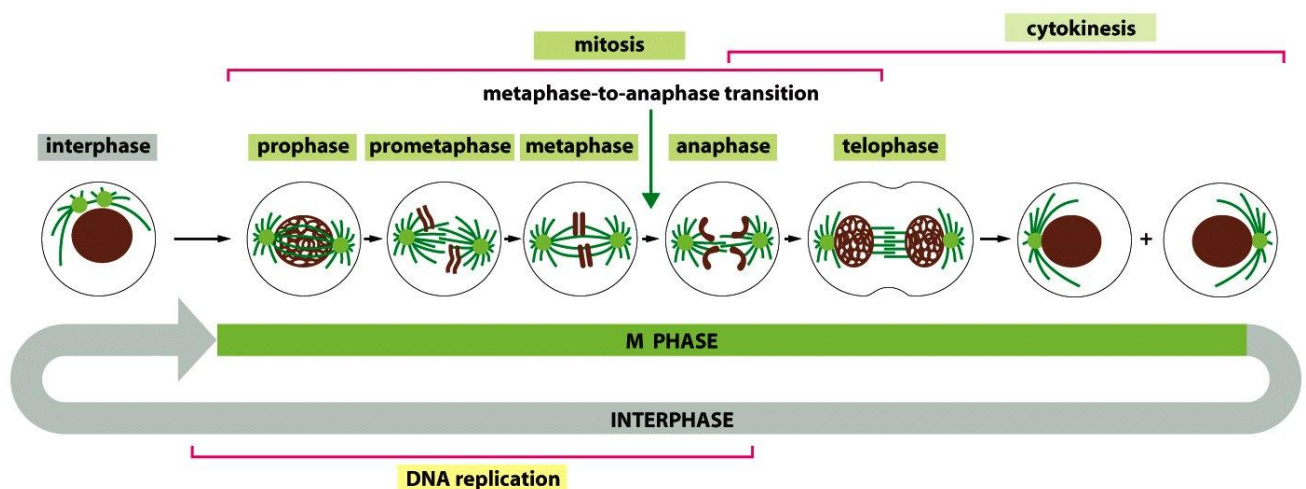 mitosis
cytokinesis
metaphase-to-anaphase transition
interphase
prophase
prometaphase
metaphase
anaphase
telophase
+
M PHASE
INTERPHASE
DNA replication